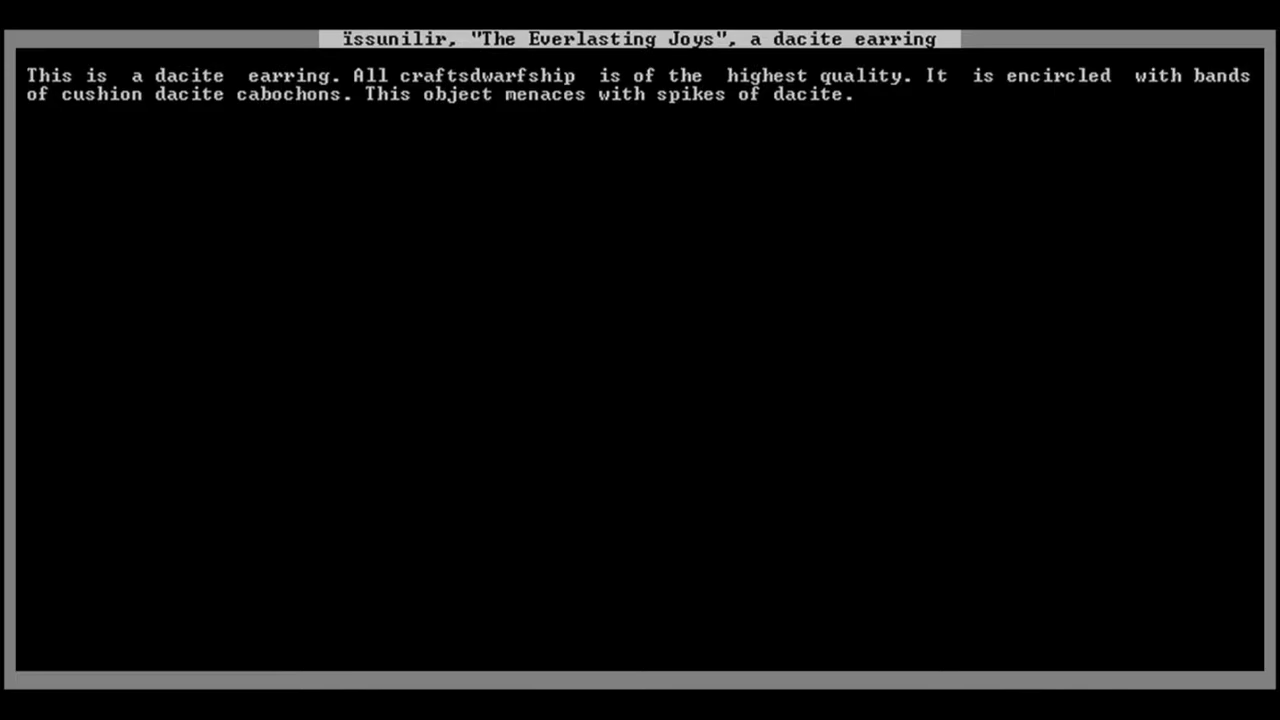 ïssunilir, "The Everlasting Joys", a dacite earring
This is a dacite earring. All craftsdwarfship is of the highest quality. It is encircled with bands
of cushion dacite cabochons. This object menaces with spikes of dacite.